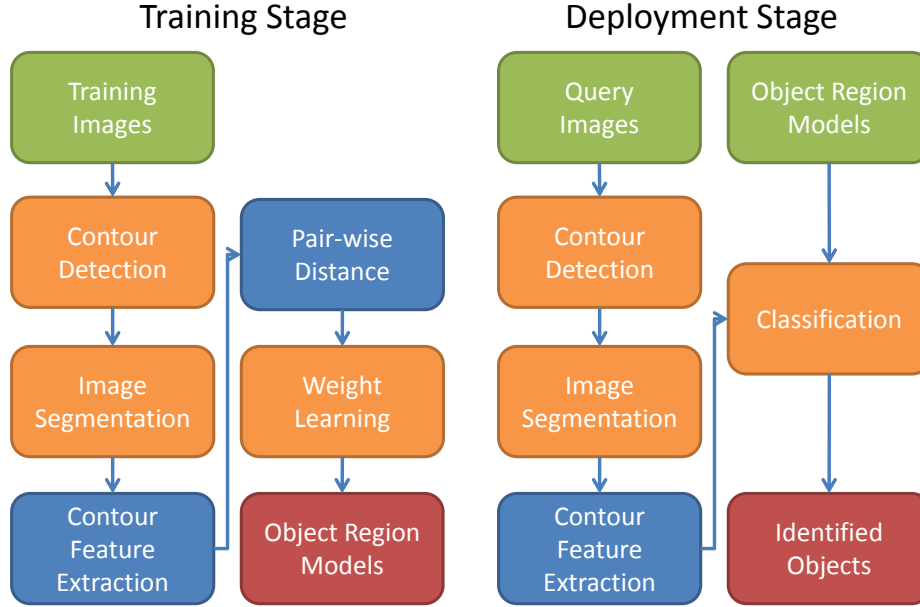 Training Stage
Training
Images
Contour
Detection
Image
Segmentation
Contour
Feature
Extraction
Pair-wise
Distance
Weight
Learning
Object Region
Models
Deployment Stage
Query
Images
Contour
Detection
Image
Segmentation
Contour
Feature
Extraction
Object Region
Models
Classification
Identified
Objects